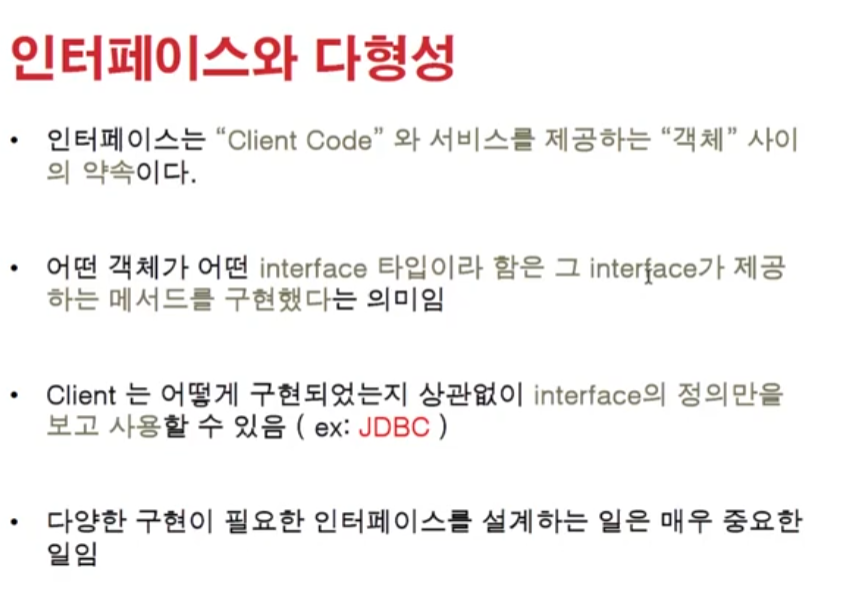 인터페이스와 다형성
• 인터페이스는 “Client Code” 와 서비스를 제공하는 “객체” 사이
의 약속이다.
• 어떤 객체가 어떤 interface 타입이라 함은 그 interface가 제공
하는 메서드를 구현했다는 의미임
• Client 는 어떻게 구현되었는지 상관없이 interface의 정의만을
보고 사용할 수 있음 ( ex: JDBC )
• 다양한 구현이 필요한 인터페이스를 설계하는 일은 매우 중요한
일임